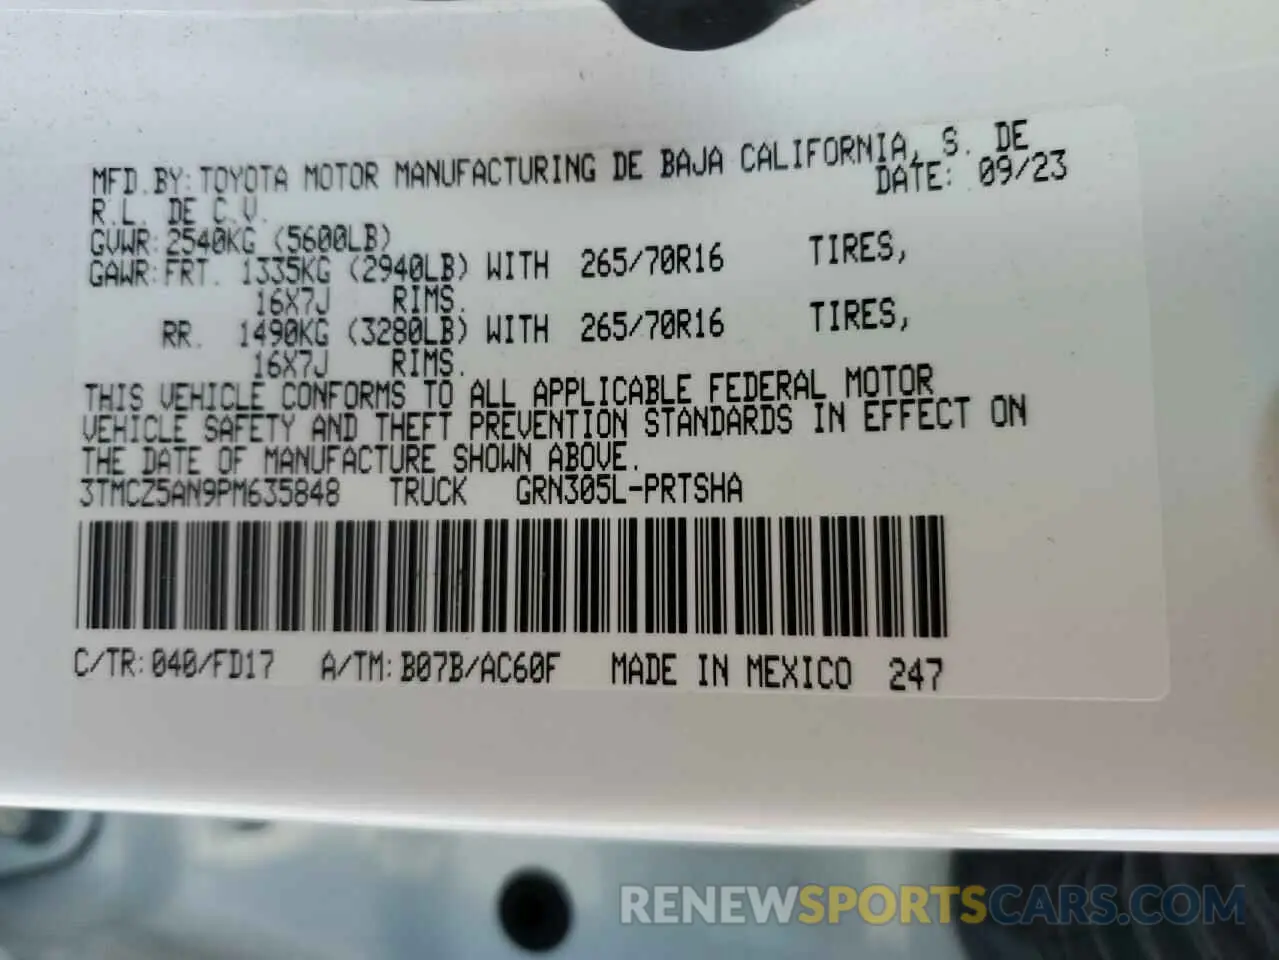 MFD.BY:TOYOTA MOTOR MANUFACTURING DE BAJA CALIFORNIA, S. DE
R.L. DE C.V. DATE: 09/23
GVWR:2540KG (5600LB)
GAWR:FRT. 1335KG (2940LB) WITH 265/70R16 TIRES,
16X7J RIMS.
RR. 1490KG (3280LB) WITH 265/70R16 TIRES,
16X7J RIMS.
THIS VEHICLE CONFORMS TO ALL APPLICABLE FEDERAL MOTOR
VEHICLE SAFETY AND THEFT PREVENTION STANDARDS IN EFFECT ON
THE DATE OF MANUFACTURE SHOWN ABOVE.
3TMCZ5AN9PM635848 TRUCK GRN305L-PRTSHA
C/TR:040/FD17 A/TM:B07B/AC60F MADE IN MEXICO 247
RENEWSPORTSCARS.COM